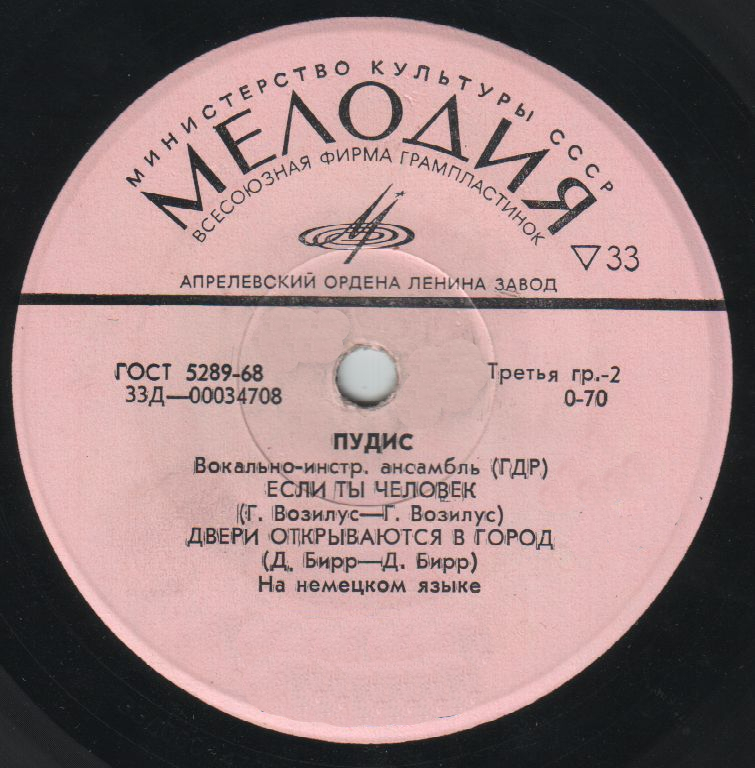 МИНИСТЕРСТВО КУЛЬТУРЫ СССР
МЕЛОДИЯ
ВСЕСОЮЗНАЯ ФИРМА ГРАМПЛАСТИНОК
▽33
АПРЕЛЕВСКИЙ ОРДЕНА ЛЕНИНА ЗАВОД
ГОСТ 5289-68 Третья гр.-2
33Д—00034708 0-70
ПУДИС
Вокально-инстр. ансамбль (ГДР)
ЕСЛИ ТЫ ЧЕЛОВЕК
(Г. Возилус—Г. Возилус)
ДВЕРИ ОТКРЫВАЮТСЯ В ГОРОД
(Д. Бирр—Д. Бирр)
На немецком языке